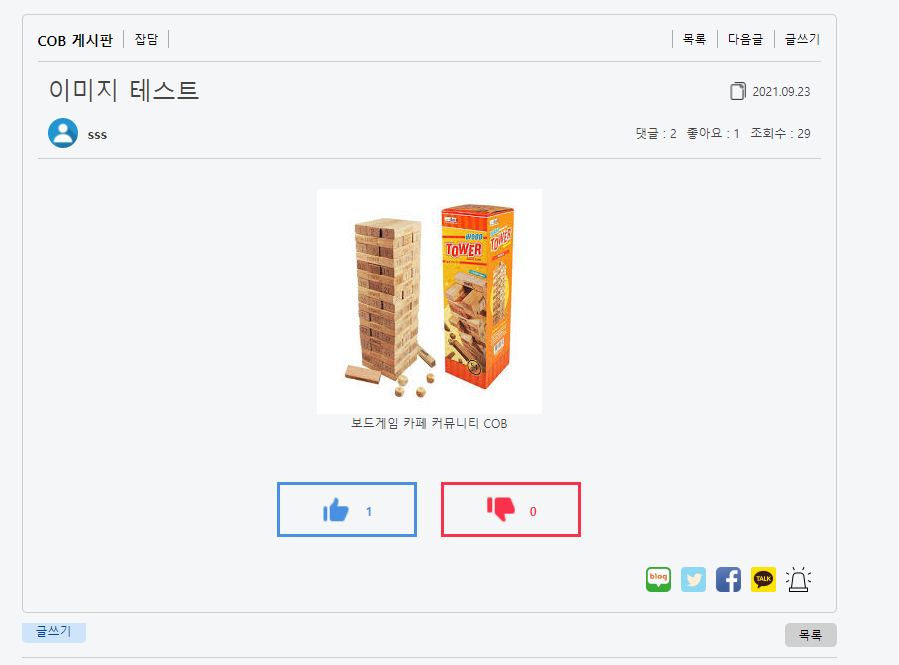 COB 게시판 잡담 목록 다음글 글쓰기
이미지 테스트 2021.09.23
sss 댓글 : 2 좋아요 : 1 조회수 : 29
WOOD
TOWER
TOWER
보드게임 카페 커뮤니티 COB
1 0
blog TALK
글쓰기 목록